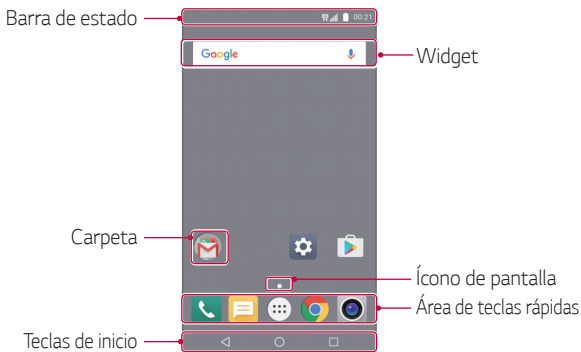 Barra de estado
00:21
Google
Widget
Carpeta
Ícono de pantalla
Área de teclas rápidas
Teclas de inicio